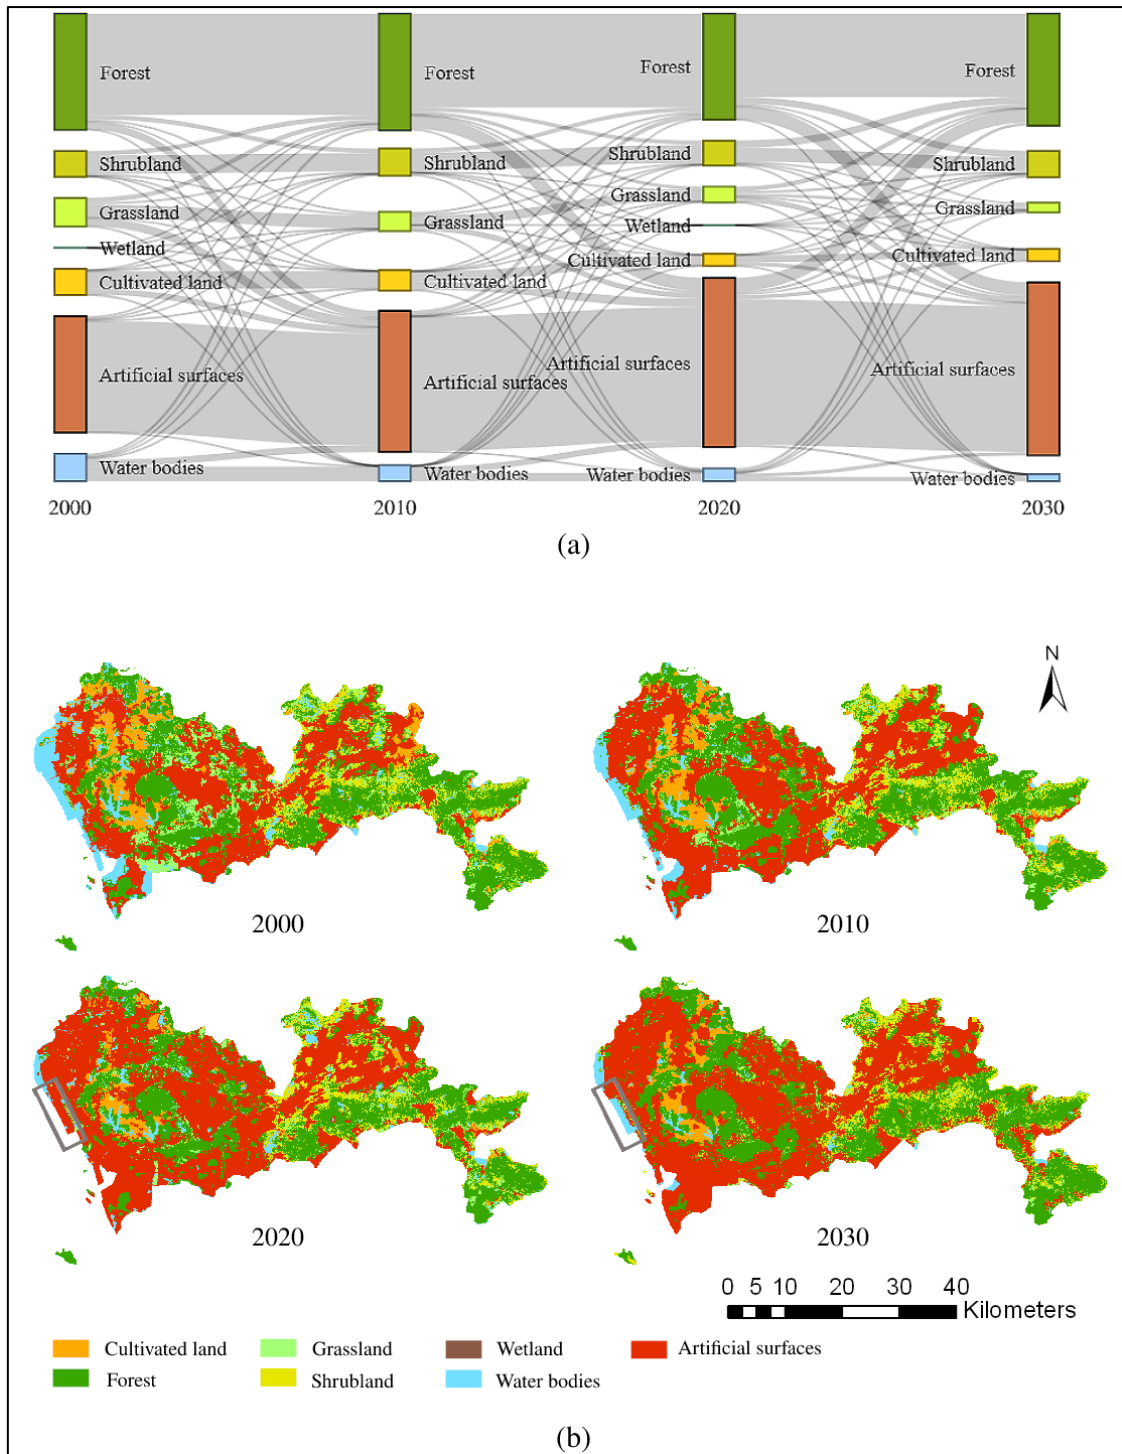 Forest Forest Forest Forest
Shrubland Shrubland Shrubland Shrubland
Grassland Grassland Grassland Grassland
Wetland Wetland
Cultivated land Cultivated land Cultivated land Cultivated land
Artificial surfaces Artificial surfaces Artificial surfaces Artificial surfaces
Water bodies Water bodies Water bodies Water bodies
2000 2010 2020 2030
(a)
N
2000 2010
2020 2030
0 5 10 20 30 40
Kilometers
Cultivated land Grassland Wetland Artificial surfaces
Forest Shrubland Water bodies
(b)